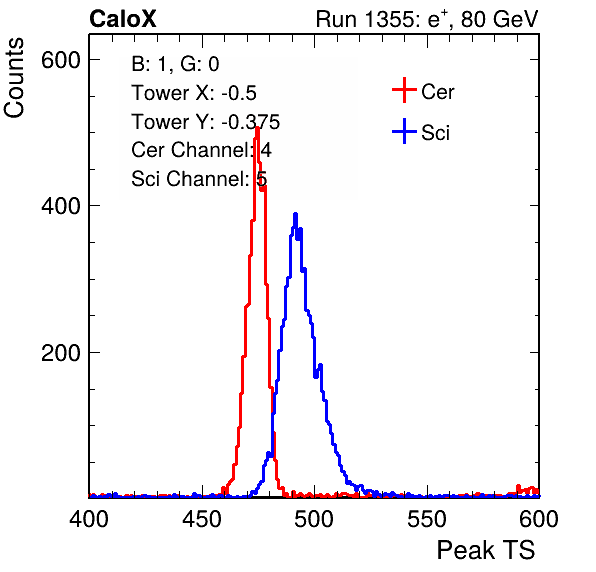 CaloX Run 1355: e+, 80 GeV
Counts
600
400
200
B: 1, G: 0
Tower X: -0.5
Tower Y: -0.375
Cer Channel: 4
Sci Channel: 5
Cer
Sci
400 450 500 550 600
Peak TS